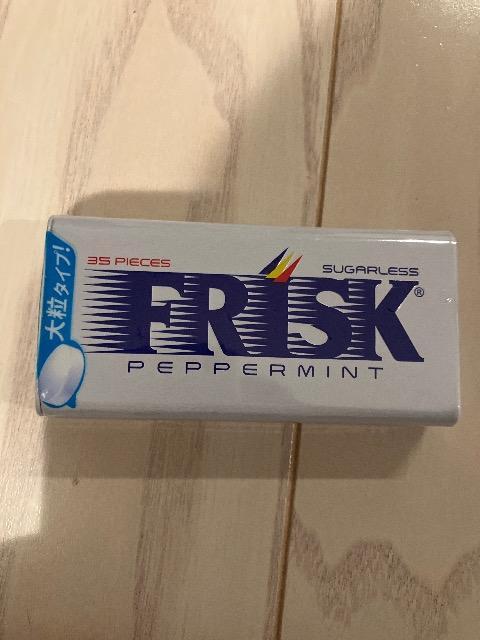 大粒タイプ!
35 PIECES
SUGARLESS
FRISK®
PEPPERMINT